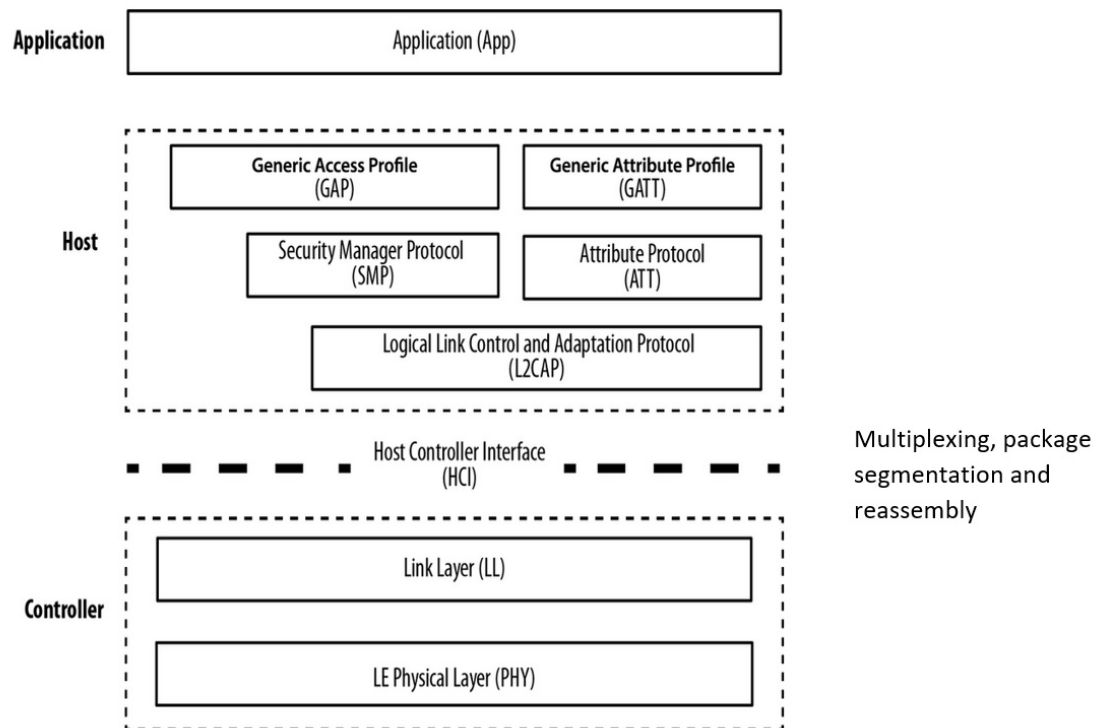 Application
Application (App)
Host
Generic Access Profile
(GAP)
Generic Attribute Profile
(GATT)
Security Manager Protocol
(SMP)
Attribute Protocol
(ATT)
Logical Link Control and Adaptation Protocol
(L2CAP)
Host Controller Interface
(HCI)
Multiplexing, package
segmentation and
reassembly
Controller
Link Layer (LL)
LE Physical Layer (PHY)